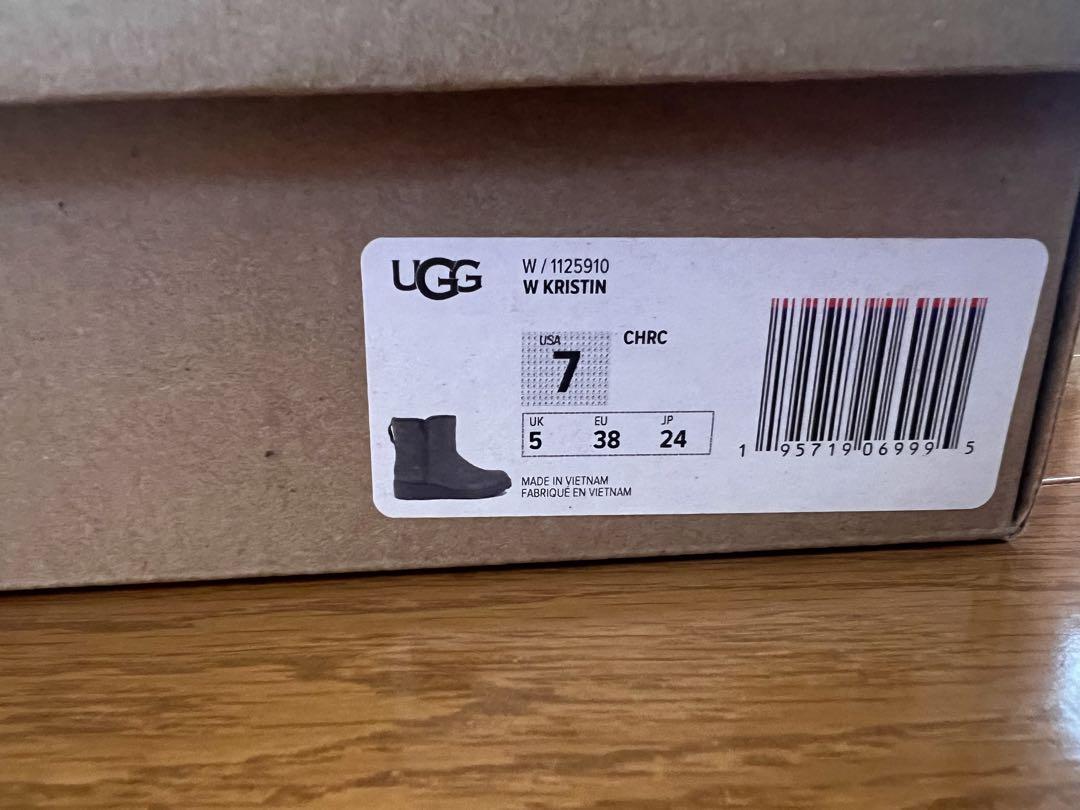 UGG
W / 1125910
W KRISTIN
USA
7
CHRC
UK EU JP
5 38 24
MADE IN VIETNAM
FABRIQUÉ EN VIETNAM
1 95719 06999 5